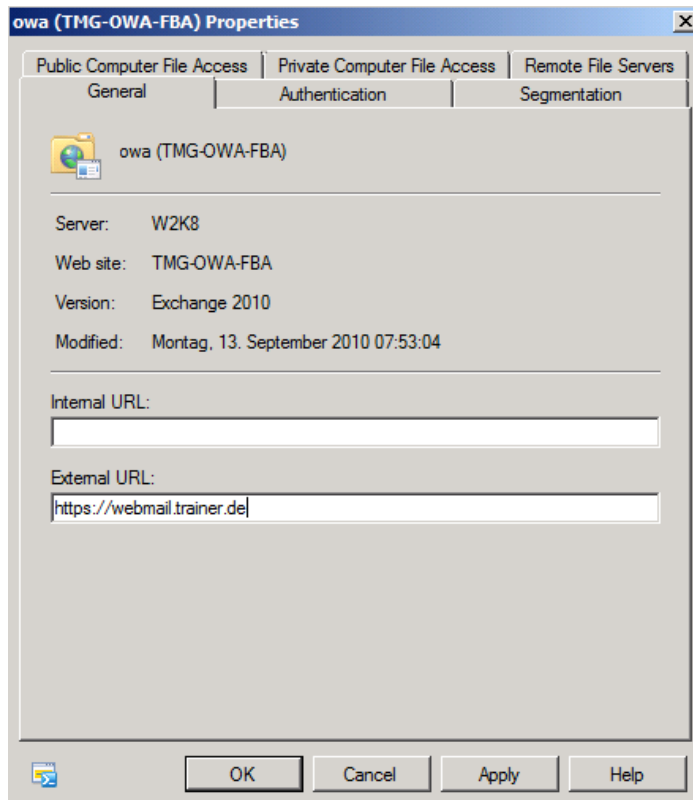 owa (TMG-OWA-FBA) Properties
Public Computer File Access Private Computer File Access Remote File Servers
General Authentication Segmentation
owa (TMG-OWA-FBA)
Server: W2K8
Web site: TMG-OWA-FBA
Version: Exchange 2010
Modified: Montag, 13. September 2010 07:53:04
Internal URL:
External URL:
https://webmail.trainer.de
OK Cancel Apply Help